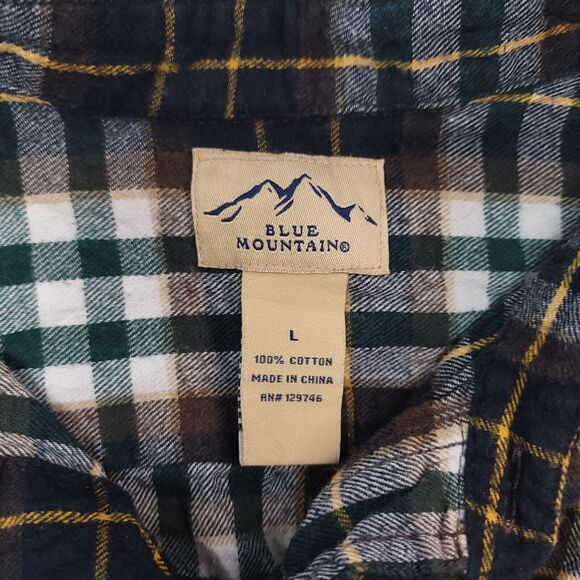 BLUE
MOUNTAIN®
L
100% COTTON
MADE IN CHINA
RN# 129746